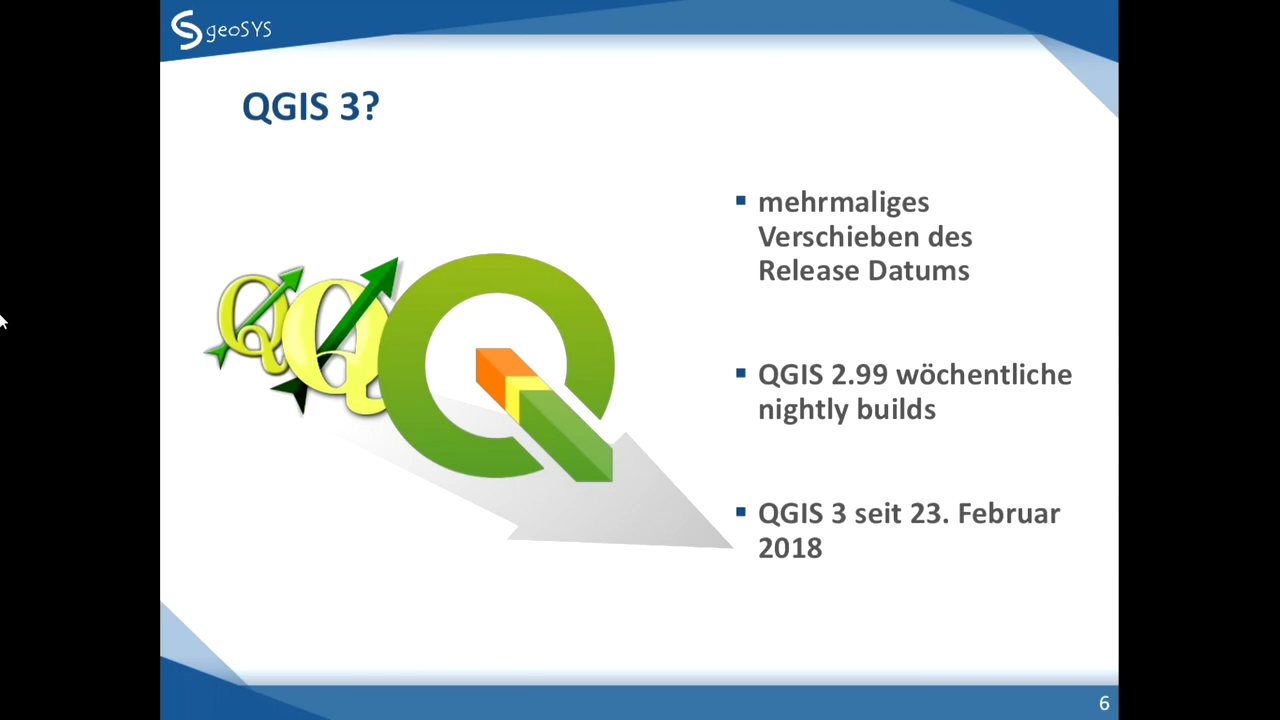 geoSYS
QGIS 3?
▪ mehrmaliges
Verschieben des
Release Datums
▪ QGIS 2.99 wöchentliche
nightly builds
▪ QGIS 3 seit 23. Februar
2018
6